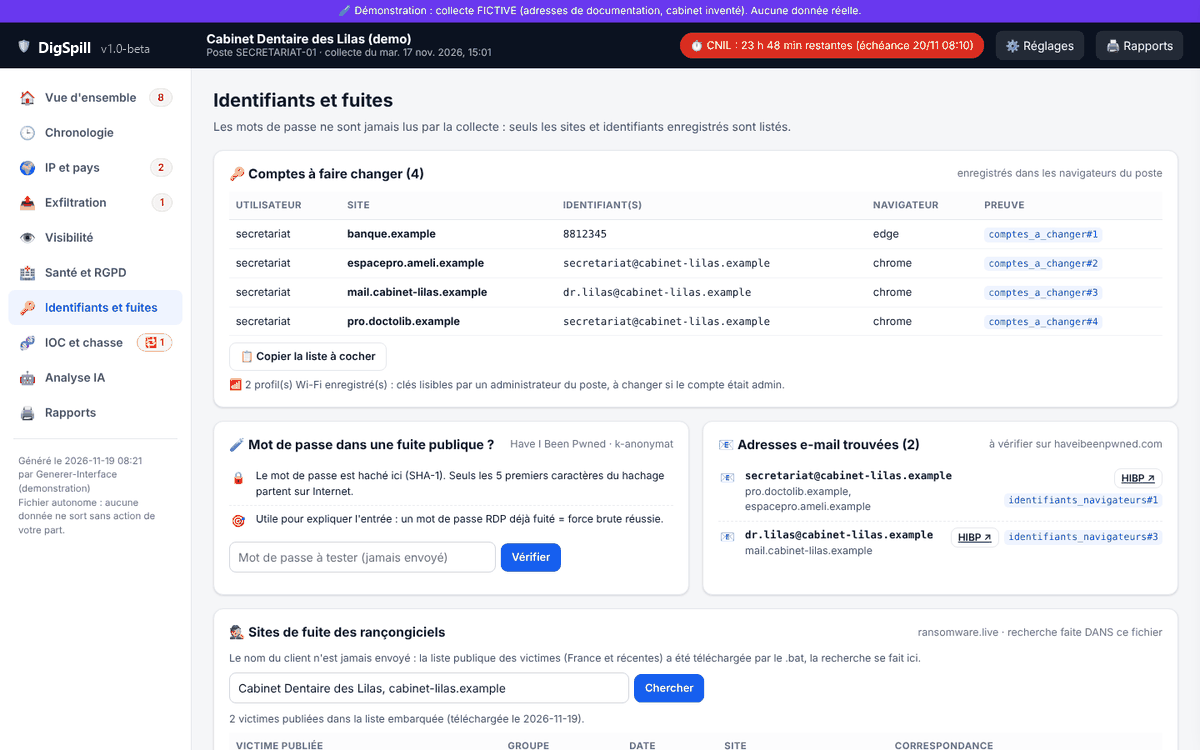 Démonstration : collecte FICTIVE (adresses de documentation, cabinet inventé). Aucune donnée réelle.
DigSpill v1.0-beta
Cabinet Dentaire des Lilas (demo)
Poste SECRETARIAT-01 · collecte du mar. 17 nov. 2026, 15:01
CNIL : 23 h 48 min restantes (échéance 20/11 08:10)
Réglages
Rapports
Vue d'ensemble 8
Chronologie
IP et pays 2
Exfiltration 1
Visibilité
Santé et RGPD
Identifiants et fuites
IOC et chasse 1
Analyse IA
Rapports
Généré le 2026-11-19 08:21
par Generer-Interface
(demonstration)
Fichier autonome : aucune
donnée ne sort sans action de
votre part.
Identifiants et fuites
Les mots de passe ne sont jamais lus par la collecte : seuls les sites et identifiants enregistrés sont listés.
Comptes à faire changer (4)
enregistrés dans les navigateurs du poste
UTILISATEUR SITE IDENTIFIANT(S) NAVIGATEUR PREUVE
secretariat banque.example 8812345 edge comptes_a_changer#1
secretariat espacepro.ameli.example secretariat@cabinet-lilas.example chrome comptes_a_changer#2
secretariat mail.cabinet-lilas.example dr.lilas@cabinet-lilas.example chrome comptes_a_changer#3
secretariat pro.doctolib.example secretariat@cabinet-lilas.example chrome comptes_a_changer#4
Copier la liste à cocher
2 profil(s) Wi-Fi enregistré(s) : clés lisibles par un administrateur du poste, à changer si le compte était admin.
Mot de passe dans une fuite publique ?
Have I Been Pwned · k-anonymat
Le mot de passe est haché ici (SHA-1). Seuls les 5 premiers caractères du hachage
partent sur Internet.
Utile pour expliquer l'entrée : un mot de passe RDP déjà fuité = force brute réussie.
Mot de passe à tester (jamais envoyé)
Vérifier
Adresses e-mail trouvées (2)
à vérifier sur haveibeenpwned.com
secretariat@cabinet-lilas.example
pro.doctolib.example,
espacepro.ameli.example
HIBP ↗
identifiants_navigateurs#1
dr.lilas@cabinet-lilas.example
mail.cabinet-lilas.example
HIBP ↗
identifiants_navigateurs#3
Sites de fuite des rançongiciels
ransomware.live · recherche faite DANS ce fichier
Le nom du client n'est jamais envoyé : la liste publique des victimes (France et récentes) a été téléchargée par le .bat, la recherche se fait ici.
Cabinet Dentaire des Lilas, cabinet-lilas.example
Chercher
2 victimes publiées dans la liste embarquée (téléchargée le 2026-11-19).
VICTIME PUBLIÉE GROUPE DATE SITE CORRESPONDANCE